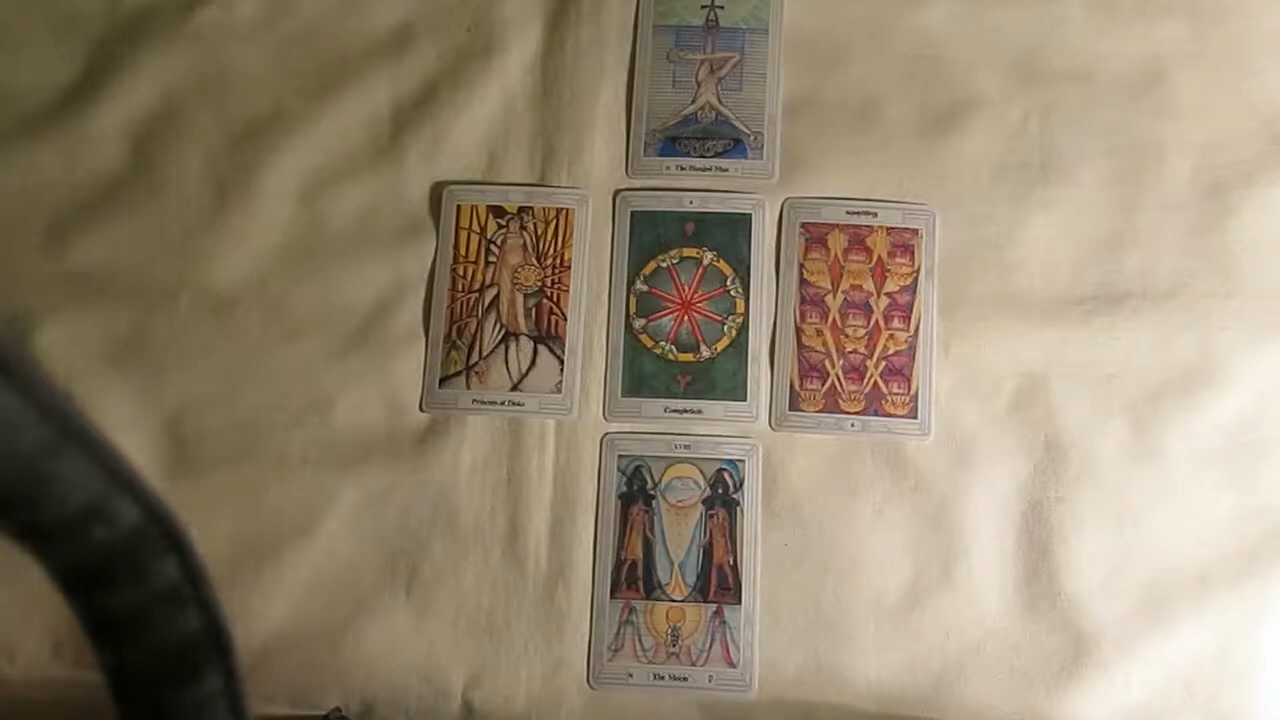 The Hanged Man
Princess of Disks
Completion
XVIII
The Moon